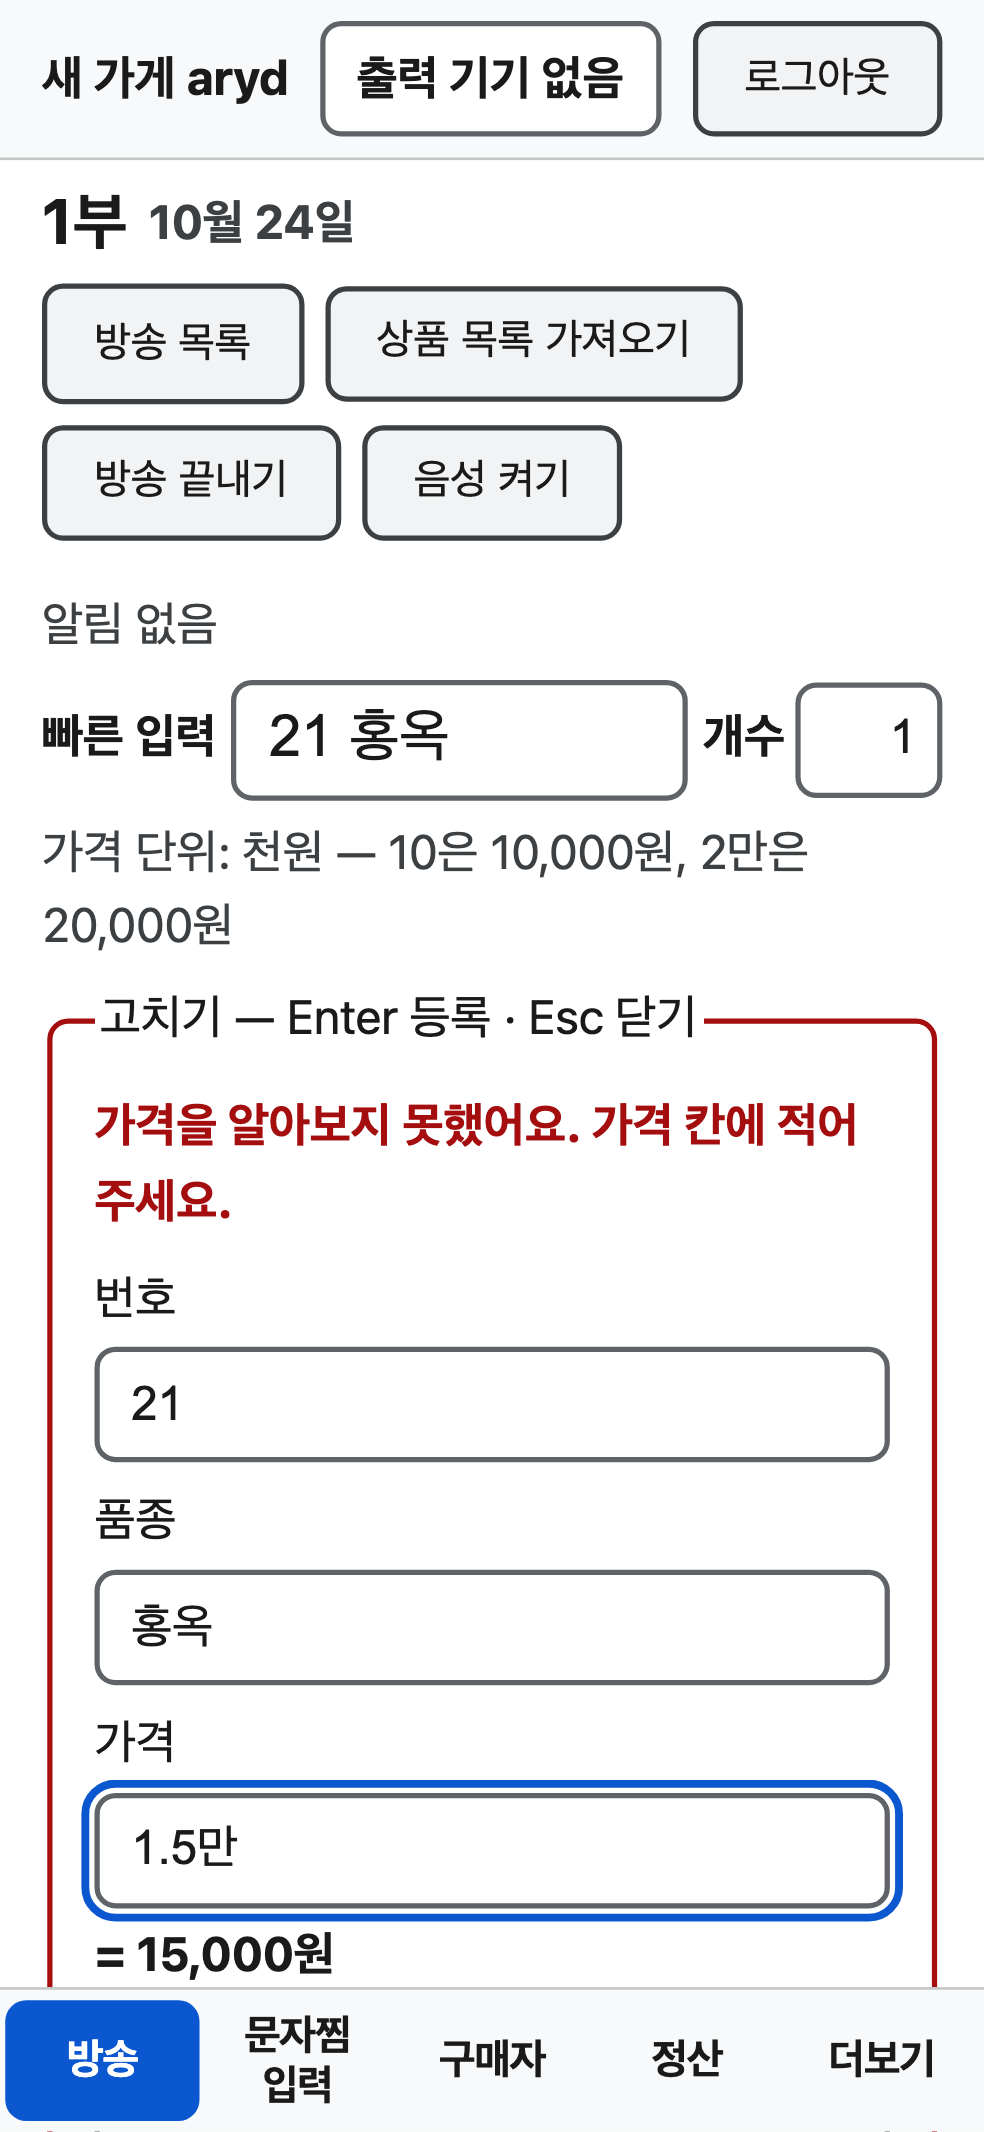 새 가게 aryd 출력 기기 없음 로그아웃
1부 10월 24일
방송 목록 상품 목록 가져오기
방송 끝내기 음성 켜기
알림 없음
빠른 입력 21 홍옥 개수 1
가격 단위: 천원 — 10은 10,000원, 2만은
20,000원
고치기 — Enter 등록 · Esc 닫기
가격을 알아보지 못했어요. 가격 칸에 적어
주세요.
번호
21
품종
홍옥
가격
1.5만
= 15,000원
방송 문자찜 입력 구매자 정산 더보기